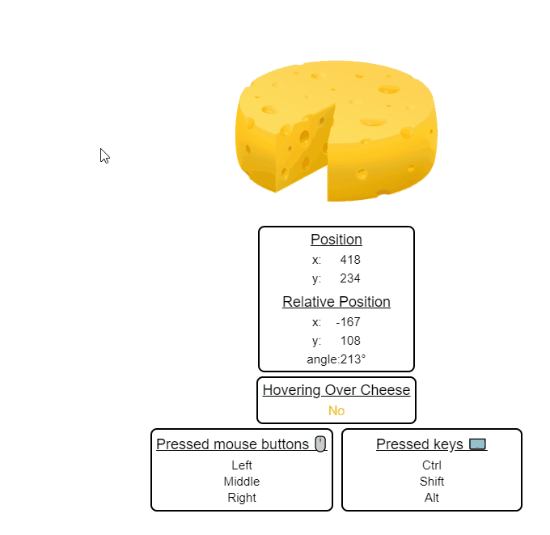 Position
x: 418
y: 234
Relative Position
x: -167
y: 108
angle:213°
Hovering Over Cheese
No
Pressed mouse buttons
Left
Middle
Right
Pressed keys
Ctrl
Shift
Alt